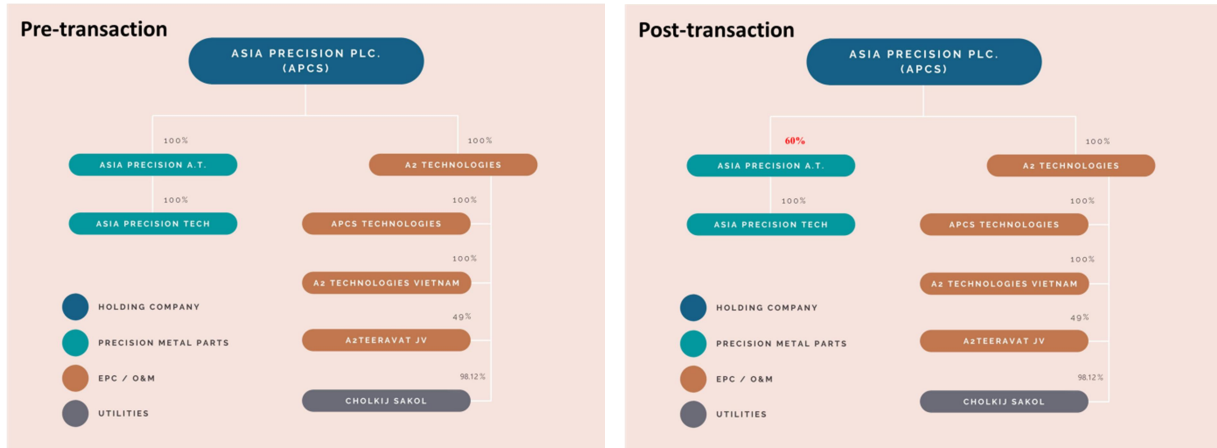 Pre-transaction
ASIA PRECISION PLC.
(APCS)
100%
100%
ASIA PRECISION A.T.
A2 TECHNOLOGIES
100%
100%
ASIA PRECISION TECH
APCS TECHNOLOGIES
100%
A2 TECHNOLOGIES VIETNAM
HOLDING COMPANY
49%
PRECISION METAL PARTS
A2TEERAVAT JV
EPC / O&M
98.12%
CHOLKIJ SAKOL
UTILITIES
Post-transaction
ASIA PRECISION PLC.
(APCS)
60%
100%
ASIA PRECISION A.T.
A2 TECHNOLOGIES
100%
100%
ASIA PRECISION TECH
APCS TECHNOLOGIES
100%
A2 TECHNOLOGIES VIETNAM
HOLDING COMPANY
49%
PRECISION METAL PARTS
A2TEERAVAT JV
EPC / O&M
98.12%
CHOLKIJ SAKOL
UTILITIES